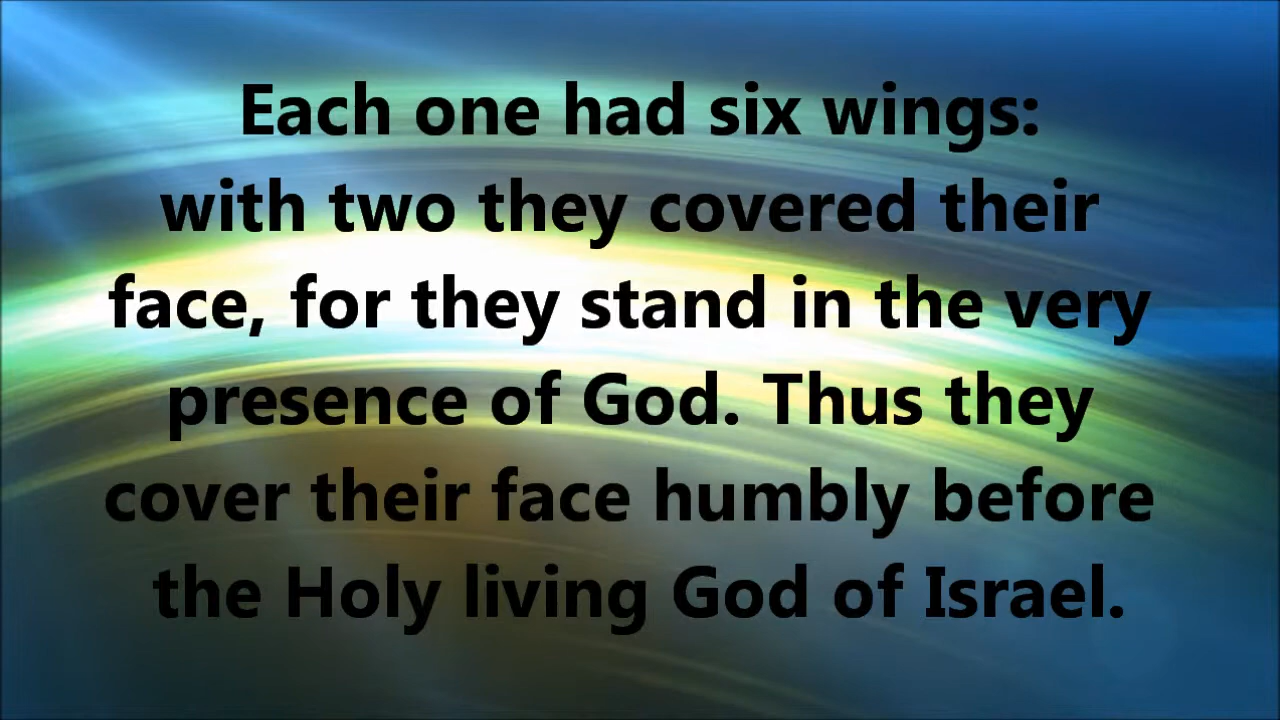 Each one had six wings:
with two they covered their
face, for they stand in the very
presence of God. Thus they
cover their face humbly before
the Holy living God of Israel.